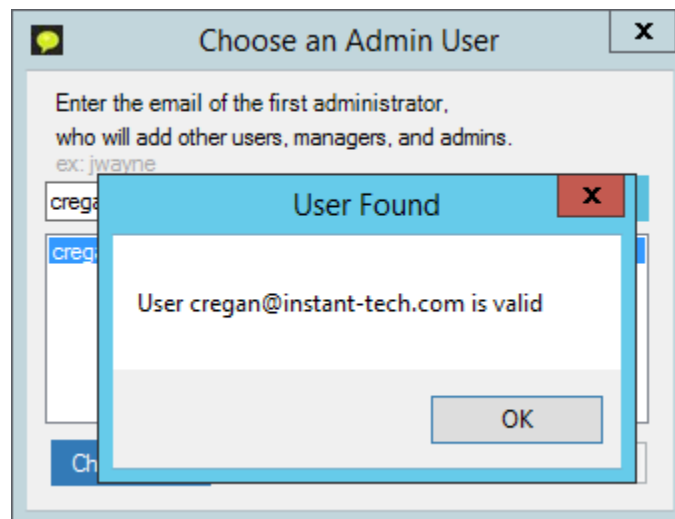 Choose an Admin User
x
Enter the email of the first administrator,
who will add other users, managers, and admins.
ex: jwayne
User Found
x
User cregan@instant-tech.com is valid
OK